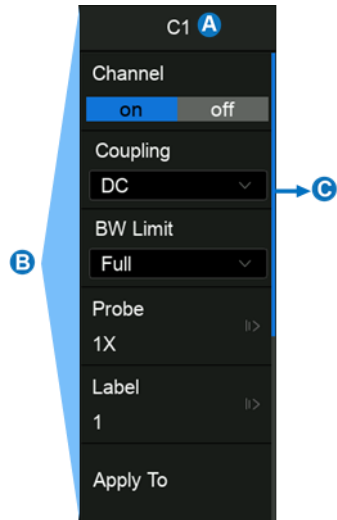 C1 A
Channel
on off
Coupling
DC
C
BW Limit
B
Full
Probe
1X
Label
1
Apply To